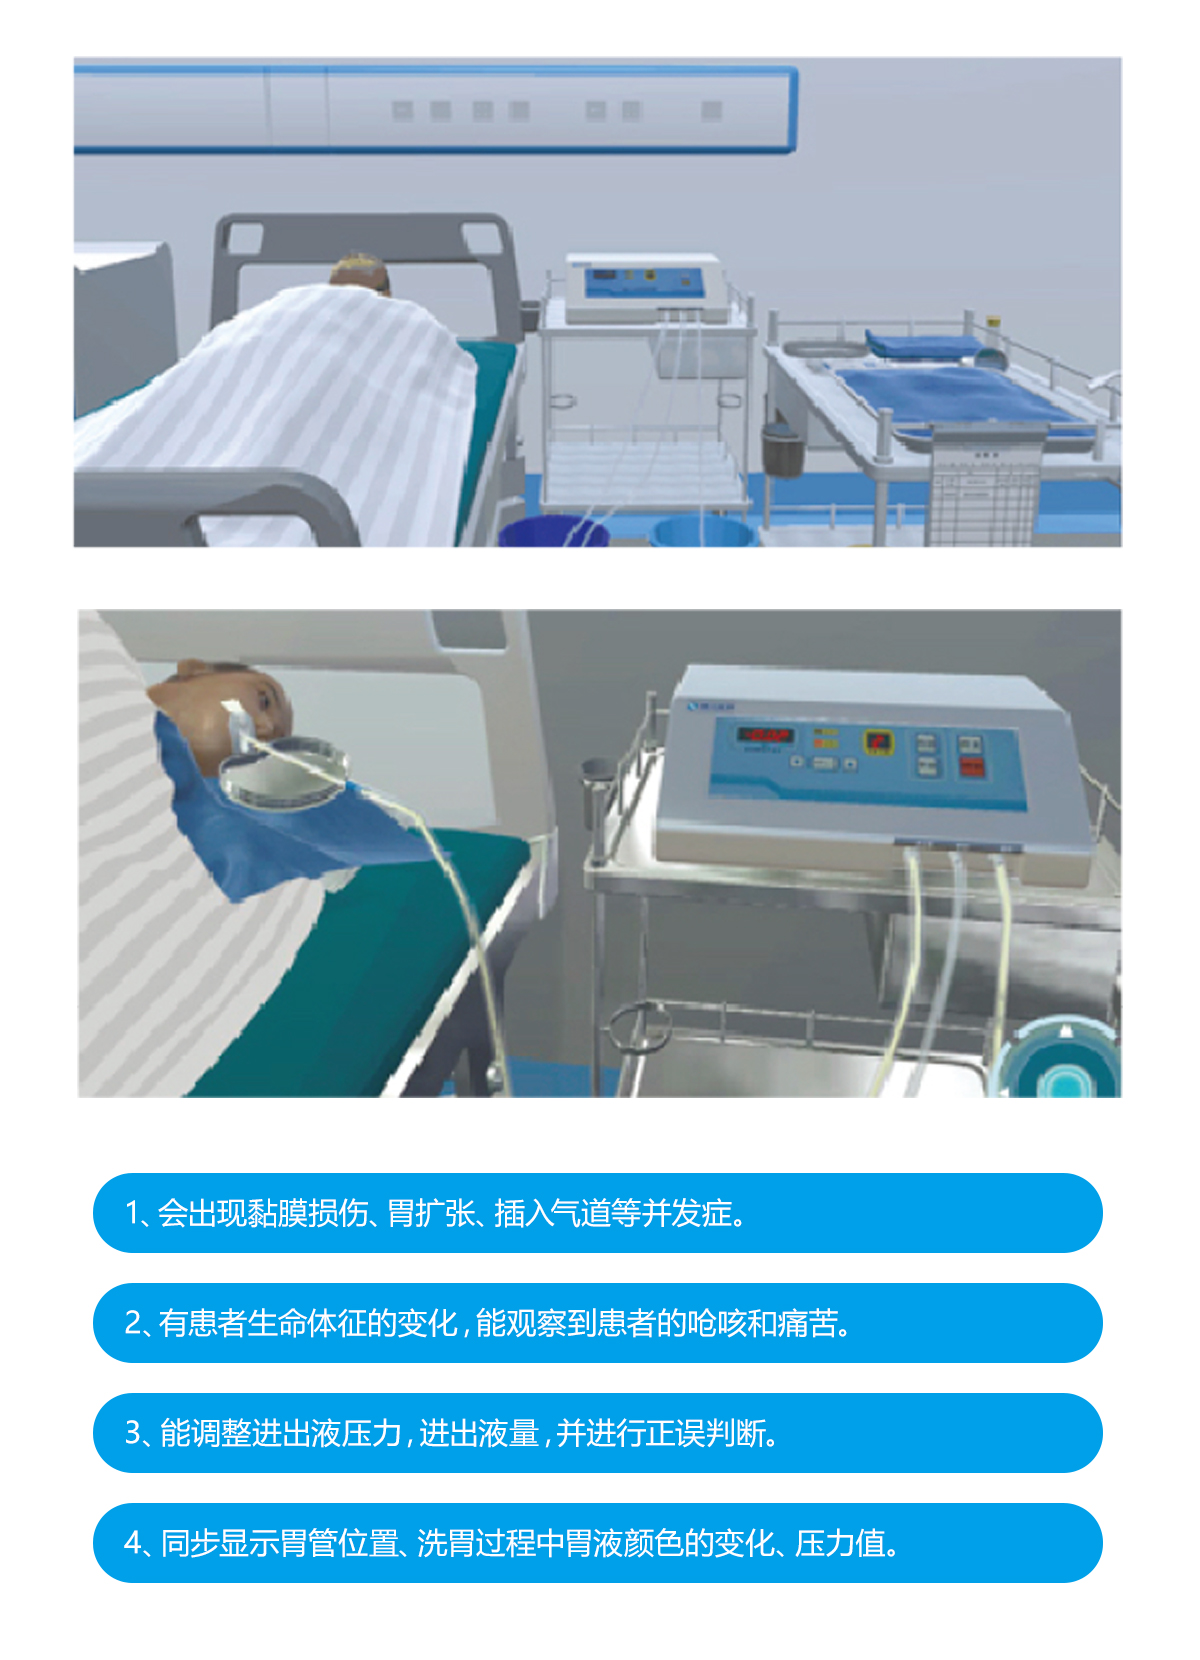 1、会出现黏膜损伤、胃扩张、插入气道等并发症。
2、有患者生命体征的变化,能观察到患者的呛咳和痛苦。
3、能调整进出液压力,进出液量,并进行正误判断。
4、同步显示胃管位置、洗胃过程中胃液颜色的变化、压力值。